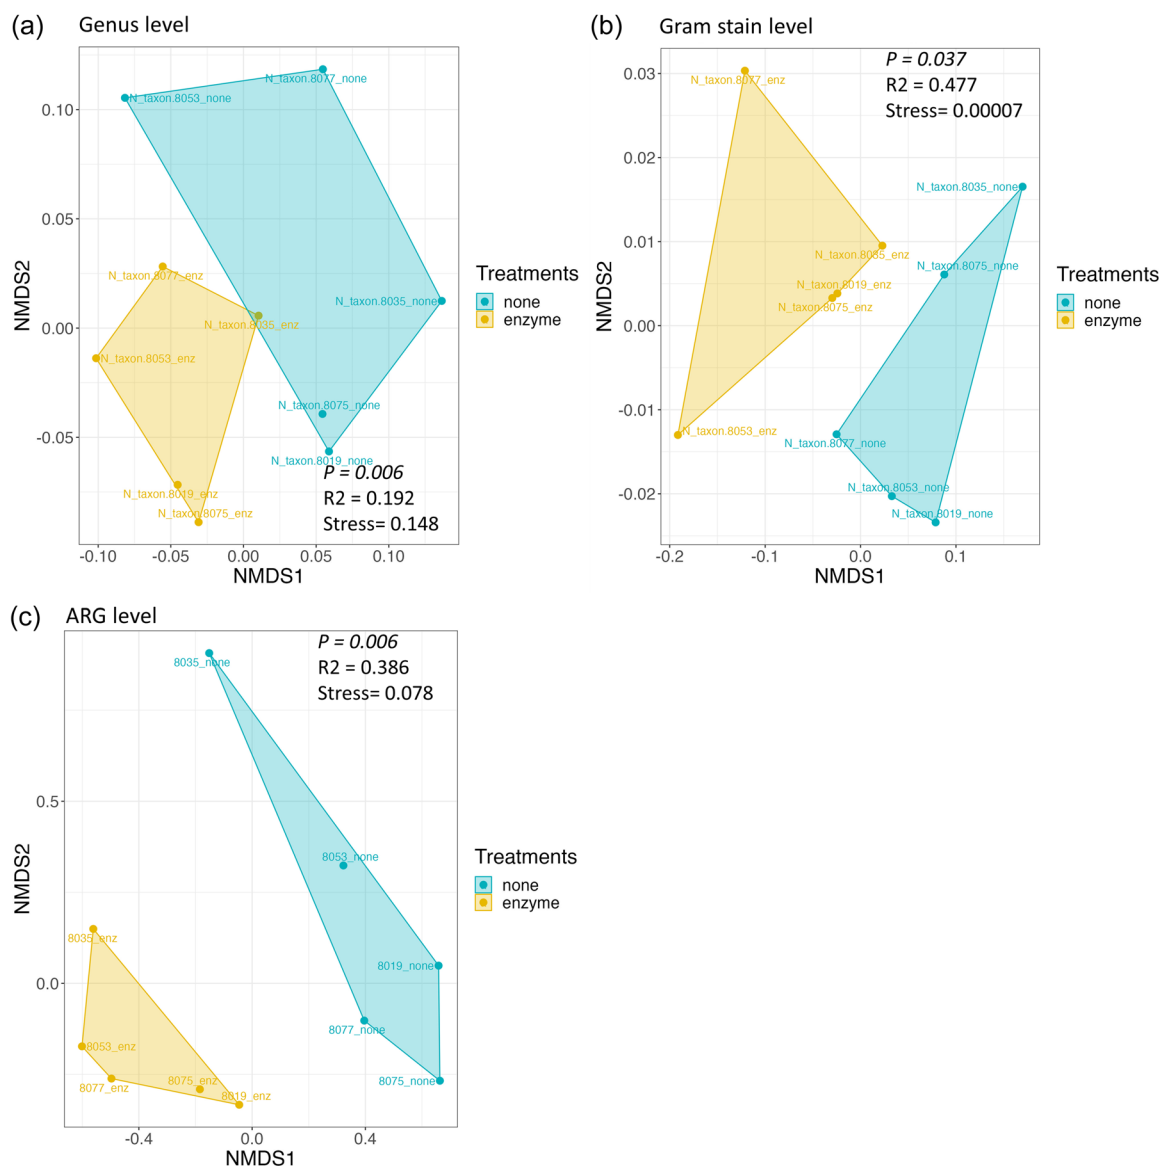 (a) Genus level
N_taxon.8077_none
N_taxon.8053_none
0.10
0.05
N_taxon.8077_enz
N_taxon.8035_none
N_taxon.8035_enz
0.00
N_taxon.8053_enz
N_taxon.8075_none
-0.05
N_taxon.8019_none
N_taxon.8019_enz
N_taxon.8075_enz
P = 0.006
R2 = 0.192
Stress= 0.148
NMDS2
-0.10
-0.05
0.00
0.05
0.10
NMDS1
Treatments
none
enzyme
(b) Gram stain level
P = 0.037
R2 = 0.477
Stress= 0.00007
0.03
N_taxon.8077_enz
0.02
N_taxon.8035_none
0.01
N_taxon.8035_enz
N_taxon.8075_none
N_taxon.8019_enz
N_taxon.8075_enz
0.00
-0.01
N_taxon.8053_enz
N_taxon.8077_none
N_taxon.8053_none
-0.02
N_taxon.8019_none
NMDS2
-0.2
-0.1
0.0
0.1
NMDS1
Treatments
none
enzyme
(c) ARG level
P = 0.006
R2 = 0.386
Stress= 0.078
8035_none
0.5
8053_none
8035_enz
8019_none
0.0
8077_none
8053_enz
8075_enz
8077_enz
8019_enz
8075_none
NMDS2
-0.4
0.0
0.4
NMDS1
Treatments
none
enzyme